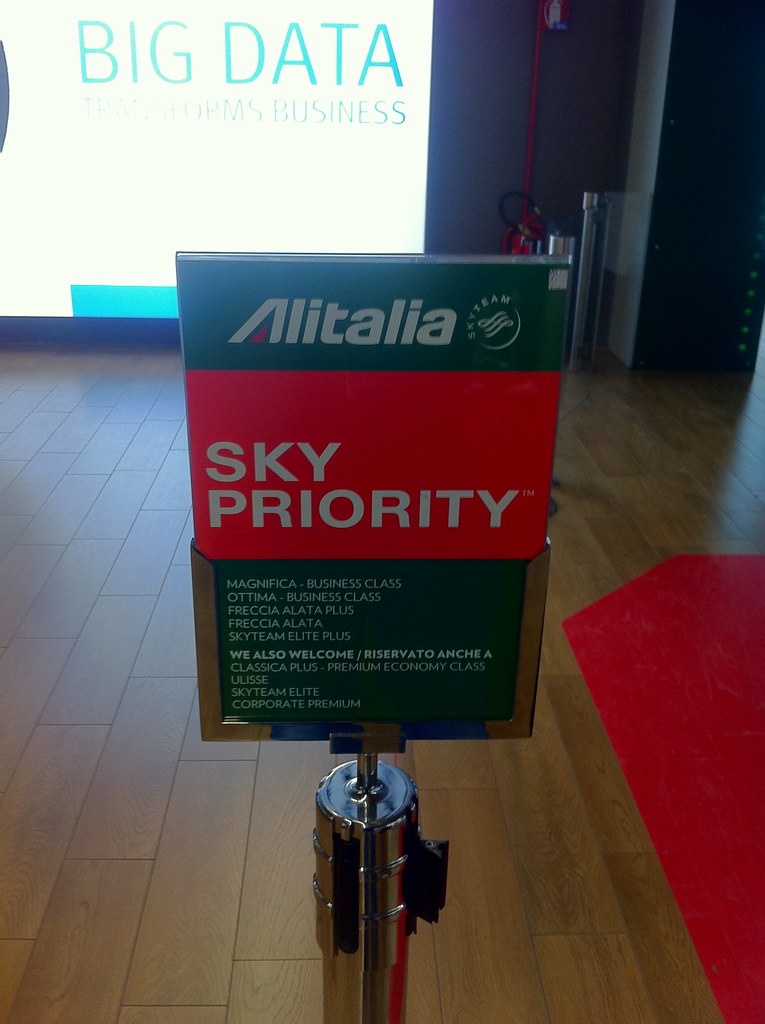 BIG DATA
TRANSFORMS BUSINESS
Alitalia
SKYTEAM
SKY
PRIORITY™
MAGNIFICA - BUSINESS CLASS
OTTIMA - BUSINESS CLASS
FRECCIA ALATA PLUS
FRECCIA ALATA
SKYTEAM ELITE PLUS
WE ALSO WELCOME / RISERVATO ANCHE A
CLASSICA PLUS - PREMIUM ECONOMY CLASS
ULISSE
SKYTEAM ELITE
CORPORATE PREMIUM